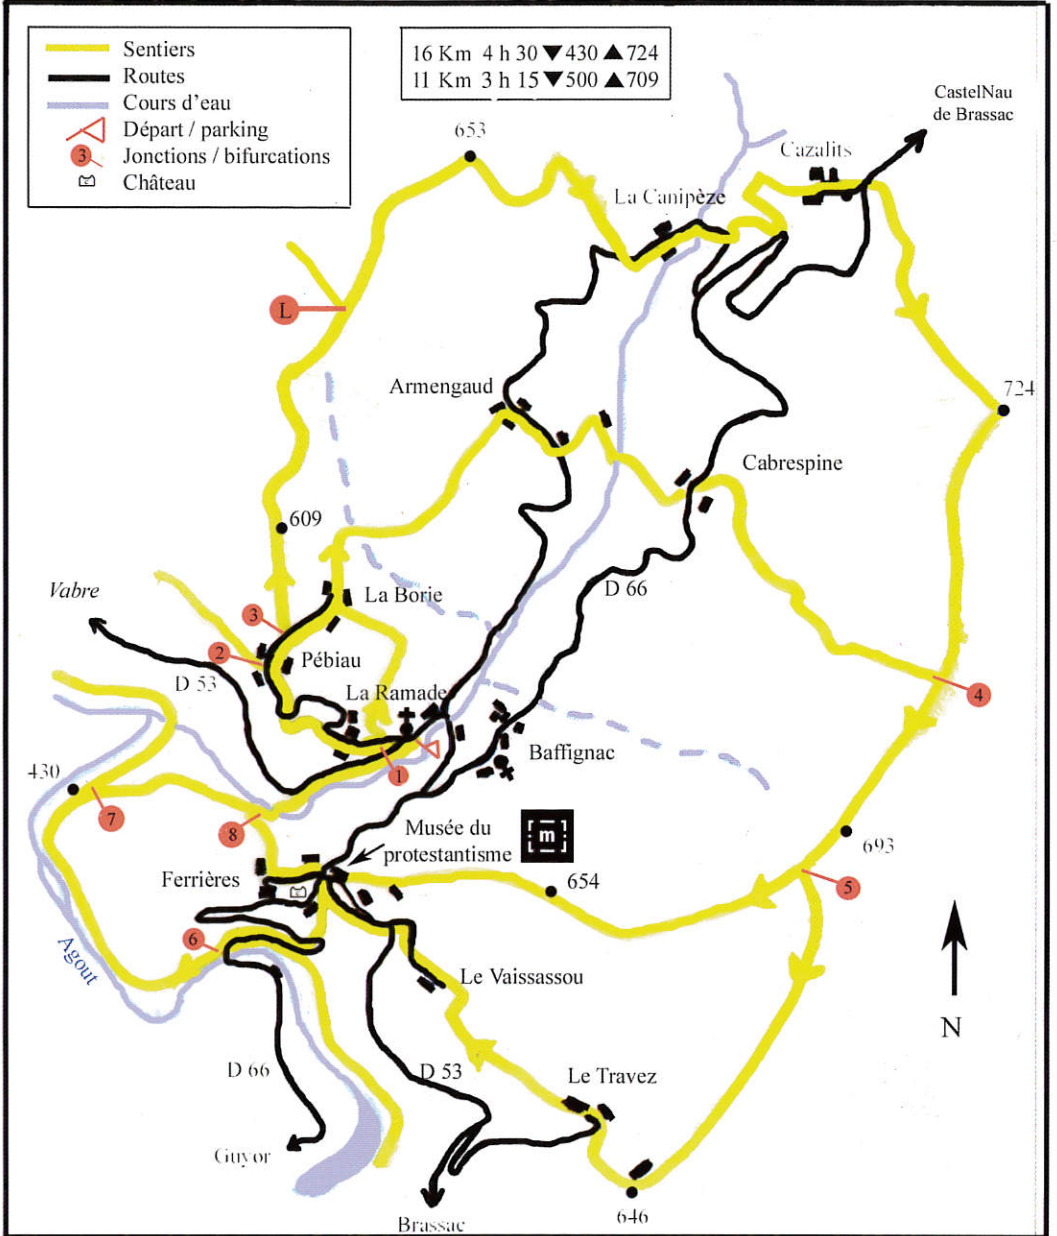 Sentiers
Routes
Cours d'eau
Départ / parking
3 Jonctions / bifurcations
Château
16 Km 4 h 30 ▼430 ▲724
11 Km 3 h 15 ▼500 ▲709
CastelNau
de Brassac
653
Cazalits
La Canipèze
L
Armengaud
724
Cabrespine
609
D 66
Vabre
La Borie
3
2
Pébiau
D 53
La Ramade
4
Baffignac
1
430
7
8
Musée du
protestantisme
m
693
Ferrières
654
5
6
Agout
Le Vaissassou
N
D 66
D 53
Le Travez
Guyor
646
Brassac